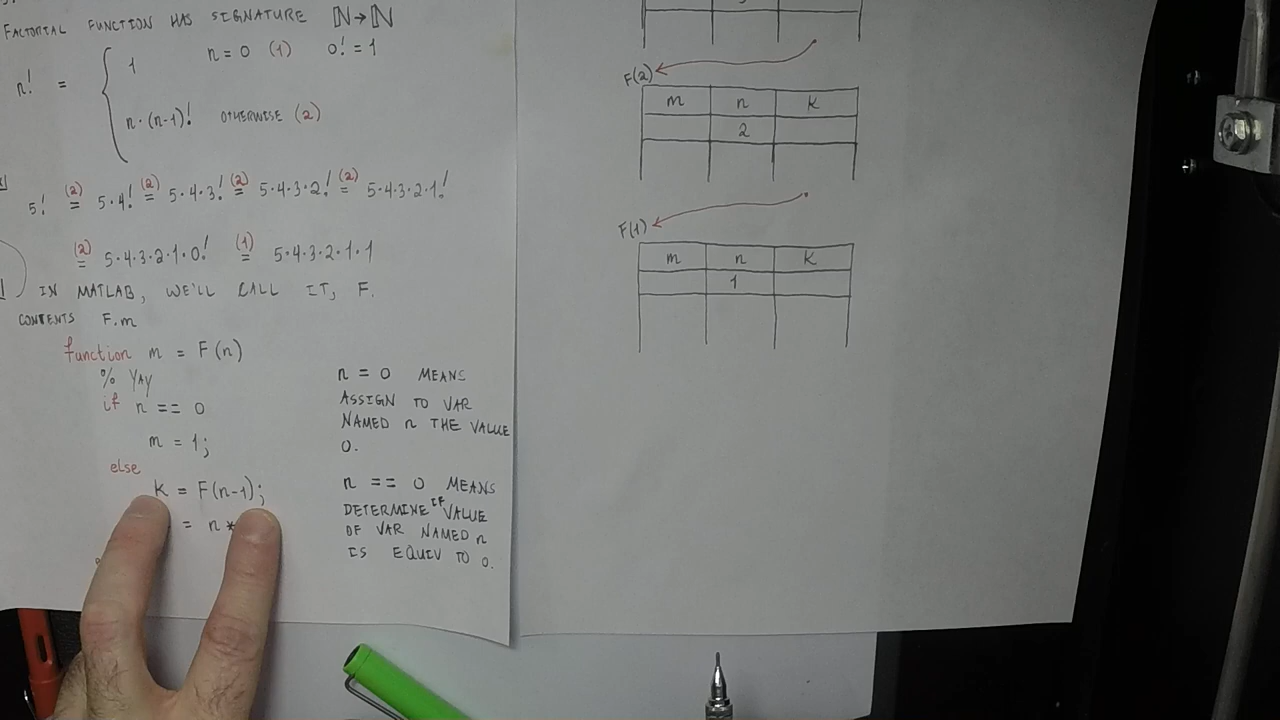 FACTORIAL FUNCTION HAS SIGNATURE ℕ→ℕ
n! = { 1 n = 0 (1) 0! = 1
n·(n-1)! OTHERWISE (2)
5! (2)= 5·4! (2)= 5·4·3! (2)= 5·4·3·2! (2)= 5·4·3·2·1!
(2)= 5·4·3·2·1·0! (1)= 5·4·3·2·1·1
IN MATLAB, WE'LL CALL IT, F.
CONTENTS F.m
function m = F(n)
% YAY
if n == 0
m = 1;
else
K = F(n-1);
= n*
n = 0 MEANS
ASSIGN TO VAR
NAMED n THE VALUE
0.
n == 0 MEANS
DETERMINE IF VALUE
OF VAR NAMED n
IS EQUIV TO 0.
F(2)
m n K
2
F(1)
m n K
1